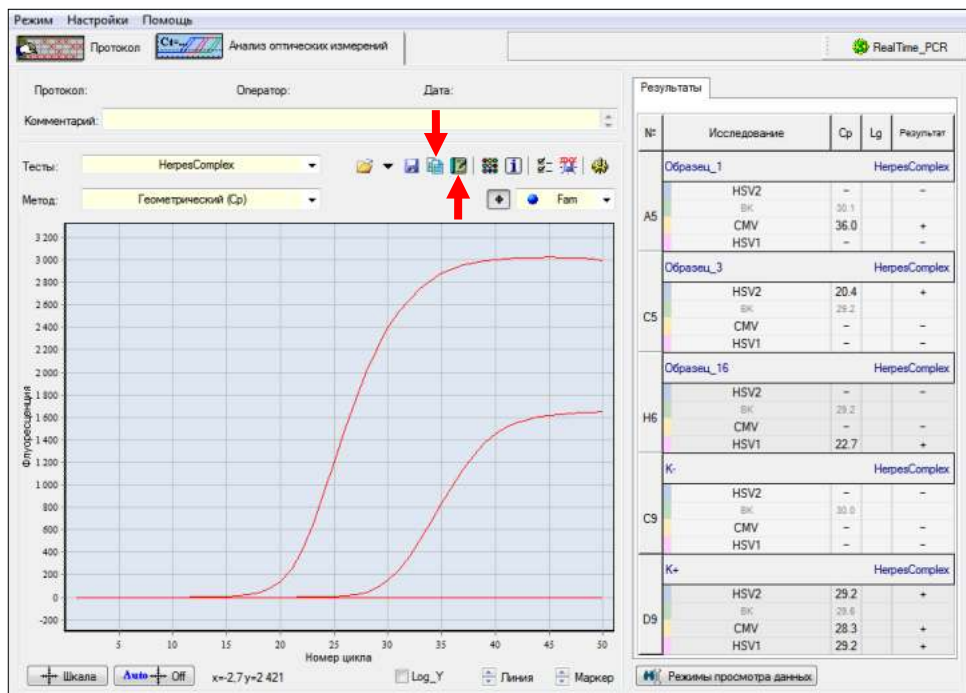 Режим Настройки Помощь
Протокол Ct=... Анализ оптических измерений RealTime_PCR
Протокол: Оператор: Дата:
Комментарий:
Тесты: HerpesComplex
Метод: Геометрический (Cp) Fam
3 200
3 000
2 800
2 600
2 400
2 200
2 000
1 800
1 600
1 400
1 200
1 000
800
600
400
200
0
-200
Флуоресценция
5 10 15 20 25 30 35 40 45 50
Номер цикла
Шкала Auto Off x=-2,7 y=2 421 Log_Y Линия Маркер
Результаты
№ Исследование Cp Lg Результат
Образец_1 HerpesComplex
A5
HSV2 - -
ВК 30.1
CMV 36.0 +
HSV1 - -
Образец_3 HerpesComplex
C5
HSV2 20.4 +
ВК 29.2
CMV - -
HSV1 - -
Образец_16 HerpesComplex
H6
HSV2 - -
ВК 29.2
CMV - -
HSV1 22.7 +
K- HerpesComplex
C9
HSV2 - -
ВК 30.0
CMV - -
HSV1 - -
K+ HerpesComplex
D9
HSV2 29.2 +
ВК 29.6
CMV 28.3 +
HSV1 29.2 +
Режимы просмотра данных